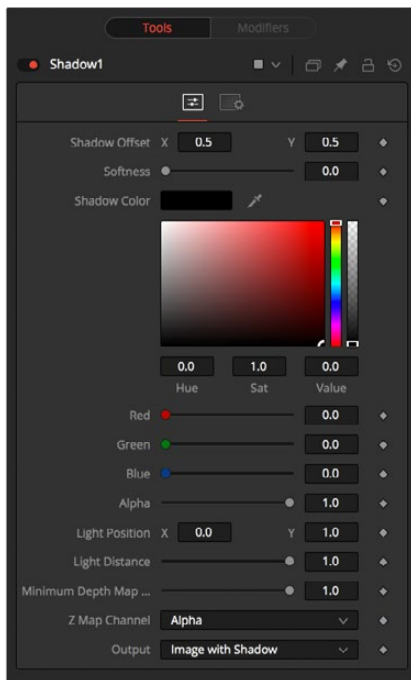 Tools Modifiers
Shadow1
Shadow Offset X 0.5 Y 0.5
Softness 0.0
Shadow Color
0.0 1.0 0.0
Hue Sat Value
Red 0.0
Green 0.0
Blue 0.0
Alpha 1.0
Light Position X 0.0 Y 1.0
Light Distance 1.0
Minimum Depth Map ... 1.0
Z Map Channel Alpha
Output Image with Shadow